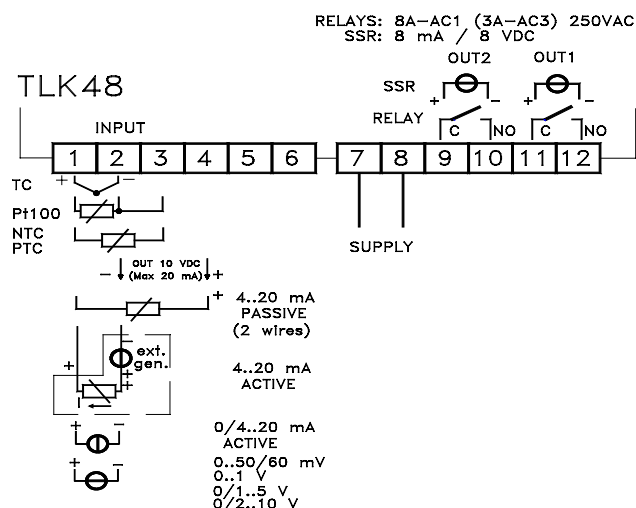 RELAYS: 8A-AC1 (3A-AC3) 250VAC
SSR: 8 mA / 8 VDC
OUT2 OUT1
TLK48
SSR
+ - + -
INPUT
RELAY
C NO C NO
1 2 3 4 5 6 7 8 9 10 11 12
TC + -
Pt100
NTC
PTC
SUPPLY
OUT 10 VDC
- (Max 20 mA) +
4..20 mA
PASSIVE
(2 wires)
-
+ ext.
gen.
+
+
4..20 mA
ACTIVE
I
+ -
0/4..20 mA
ACTIVE
+ -
0..50/60 mV
0..1 V
0/1..5 V
0/2..10 V